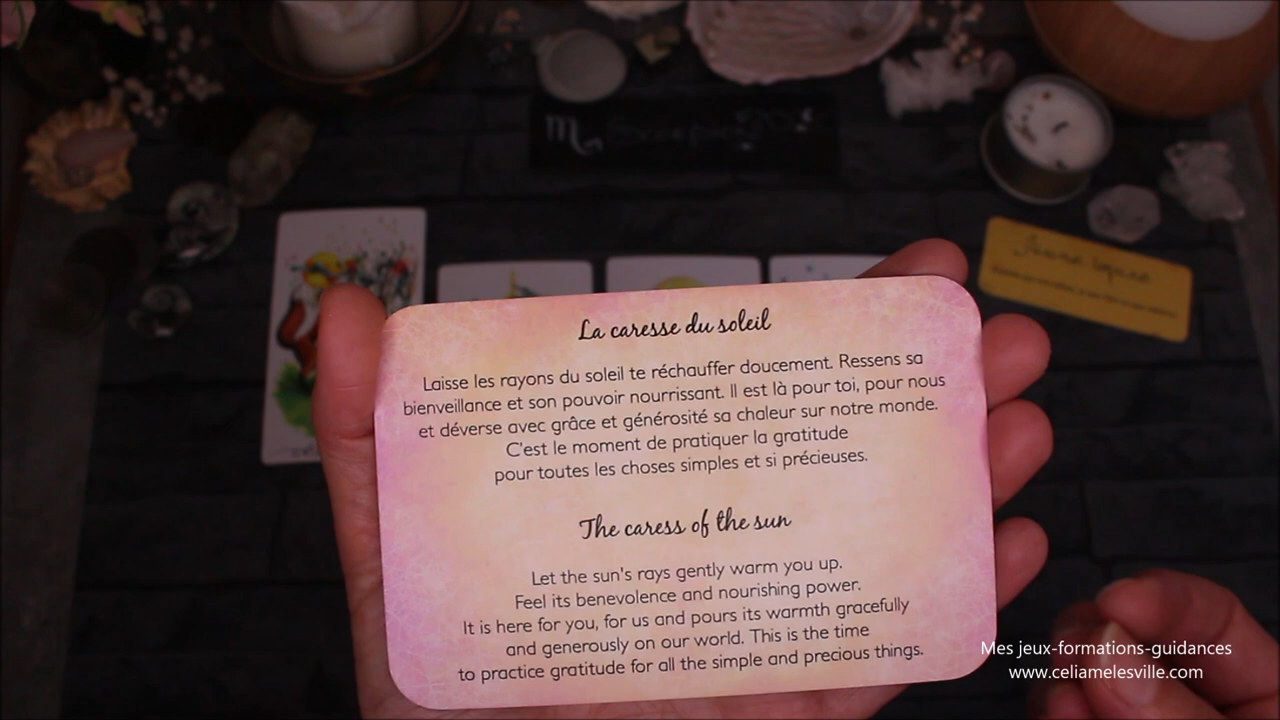 La caresse du soleil
Laisse les rayons du soleil te réchauffer doucement. Ressens sa
bienveillance et son pouvoir nourrissant. Il est là pour toi, pour nous
et déverse avec grâce et générosité sa chaleur sur notre monde.
C'est le moment de pratiquer la gratitude
pour toutes les choses simples et si précieuses.
The caress of the sun
Let the sun's rays gently warm you up.
Feel its benevolence and nourishing power.
It is here for you, for us and pours its warmth gracefully
and generously on our world. This is the time
to practice gratitude for all the simple and precious things.
Mes jeux-formations-guidances
www.celiamelesville.com